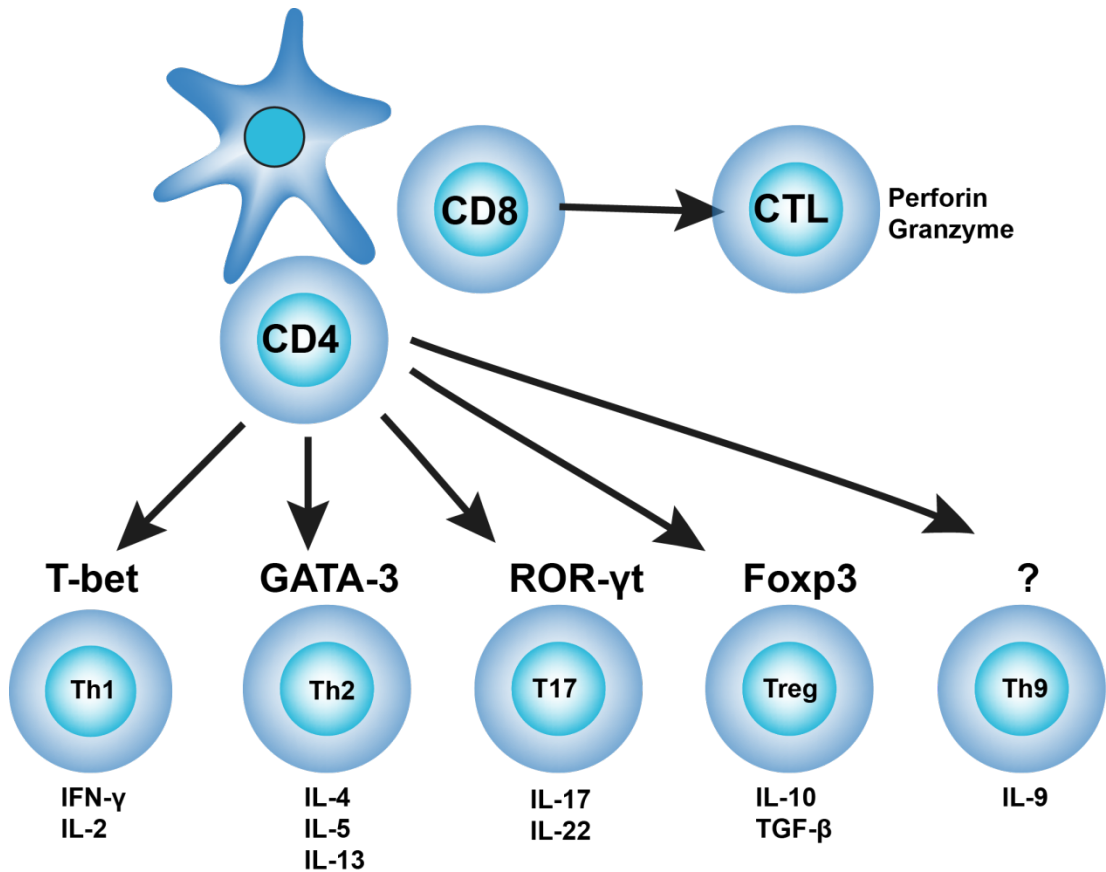 CD8
CTL
Perforin
Granzyme
CD4
T-bet
GATA-3
ROR-γt
Foxp3
?
Th1
Th2
T17
Treg
Th9
IFN-γ
IL-2
IL-4
IL-5
IL-13
IL-17
IL-22
IL-10
TGF-β
IL-9